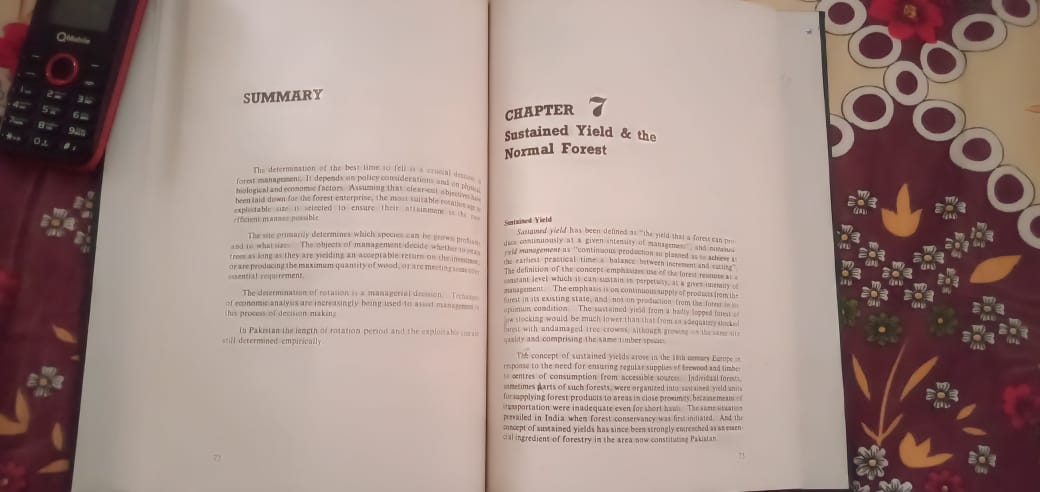 QMobile
SUMMARY
The determination of the best time to fell is a crucial decision
forest management. It depends on policy considerations and on physical
biological and economic factors. Assuming that clear-cut objectives have
been laid down for the forest enterprise, the most suitable rotation age
exploitable size is selected to ensure their attainment in the
efficient manner possible.
The site primarily determines which species can be grown
and to what size. The objects of management decide whether to
trees as long as they are yielding an acceptable return on the investment,
or are producing the maximum quantity of wood, or are meeting some
essential requirement.
The determination of rotation is a managerial decision. Techniques
of economic analysis are increasingly being used to assist management
this process of decision making
In Pakistan the length of rotation period and the exploitable size are
still determined empirically
72
CHAPTER 7
Sustained Yield & the
Normal Forest
Sustained Yield
Sustained yield has been defined as "the yield that a forest can pro-
duce continuously at a given intensity of management", and sustained
yield management as "continuous production so planned as to achieve at
the earliest practical time a balance between increment and cutting".
The definition of the concept emphasizes use of the forest resource at a
constant level which it can sustain in perpetuity, at a given intensity of
management. The emphasis is on continuous supply of products from the
forest in its existing state, and not on production from the forest in its
optimum condition. The sustained yield from a badly lopped forest of
low stocking would be much lower than that from an adequately stocked
forest with undamaged tree crowns, although growing on the same site
quality and comprising the same timber species.
The concept of sustained yields arose in the 18th century Europe in
response to the need for ensuring regular supplies of firewood and timber
to centres of consumption from accessible sources. Individual forests,
sometimes parts of such forests, were organized into sustained yield units
for supplying forest products to areas in close proximity, because means of
transportation were inadequate even for short hauls. The same situation
prevailed in India when forest conservancy was first initiated. And the
concept of sustained yields has since been strongly entrenched as an essen-
tial ingredient of forestry in the area now constituting Pakistan.
73